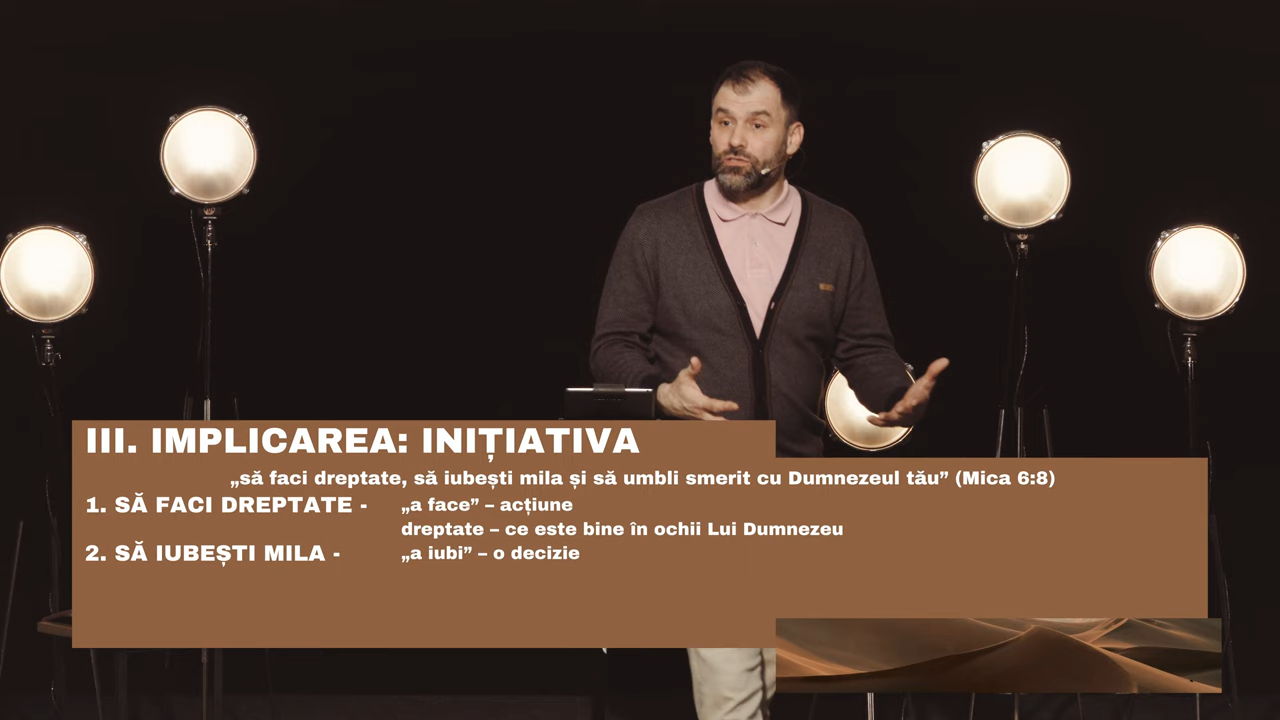 III. IMPLICAREA: INIȚIATIVA
„să faci dreptate, să iubești mila și să umbli smerit cu Dumnezeul tău” (Mica 6:8)
1. SĂ FACI DREPTATE - „a face” – acțiune
dreptate – ce este bine în ochii Lui Dumnezeu
2. SĂ IUBEȘTI MILA - „a iubi” – o decizie